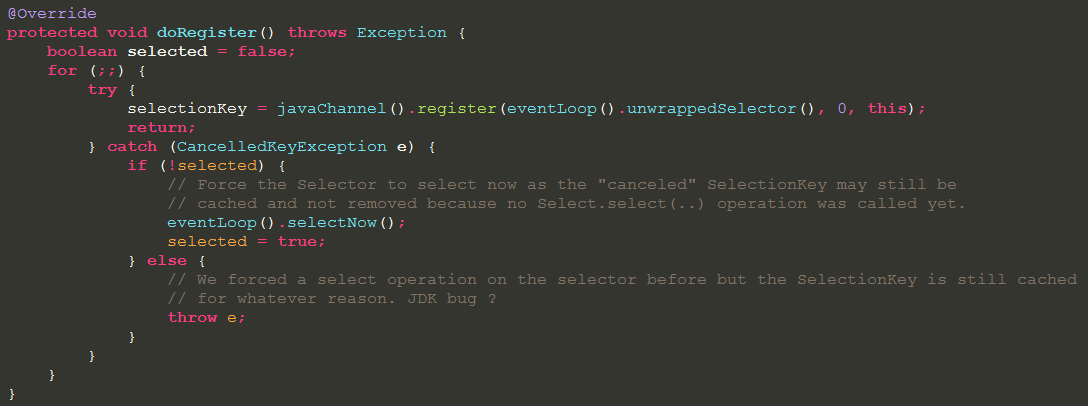 @Override
protected void doRegister() throws Exception {
    boolean selected = false;
    for (;;) {
        try {
            selectionKey = javaChannel().register(eventLoop().unwrappedSelector(), 0, this);
            return;
        } catch (CancelledKeyException e) {
            if (!selected) {
                // Force the Selector to select now as the "canceled" SelectionKey may still be
                // cached and not removed because no Select.select(..) operation was called yet.
                eventLoop().selectNow();
                selected = true;
            } else {
                // We forced a select operation on the selector before but the SelectionKey is still cached
                // for whatever reason. JDK bug ?
                throw e;
            }
        }
    }
}